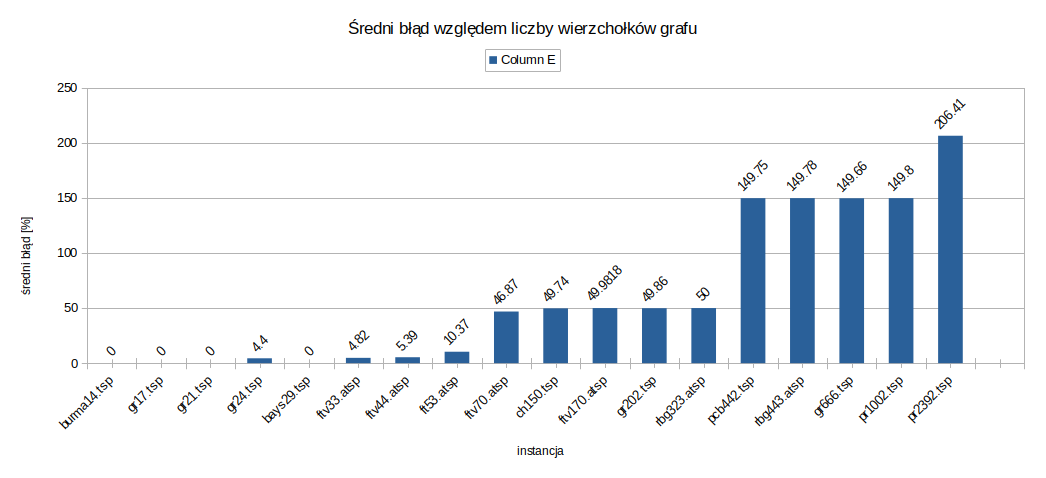 Średni błąd względem liczby wierzchołków grafu
Column E
250
200
150
100
50
0
średni błąd [%]
0
0
0
4.4
0
4.82
5.39
10.37
46.87
49.74
49.9818
49.86
50
149.75
149.78
149.66
149.8
206.41
burma14.tsp
gr17.tsp
gr21.tsp
gr24.tsp
bays29.tsp
ftv33.atsp
ftv44.atsp
ft53.atsp
ftv70.atsp
ch150.tsp
ftv170.atsp
gr202.tsp
rbg323.atsp
pcb442.tsp
rbg443.atsp
gr666.tsp
pr1002.tsp
pr2392.tsp
instancja